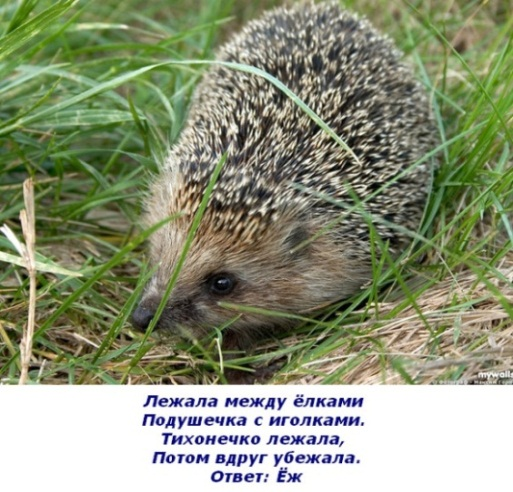 mywalls
Лежала между ёлками
Подушечка с иголками.
Тихонечко лежала,
Потом вдруг убежала.
Ответ: Ёж